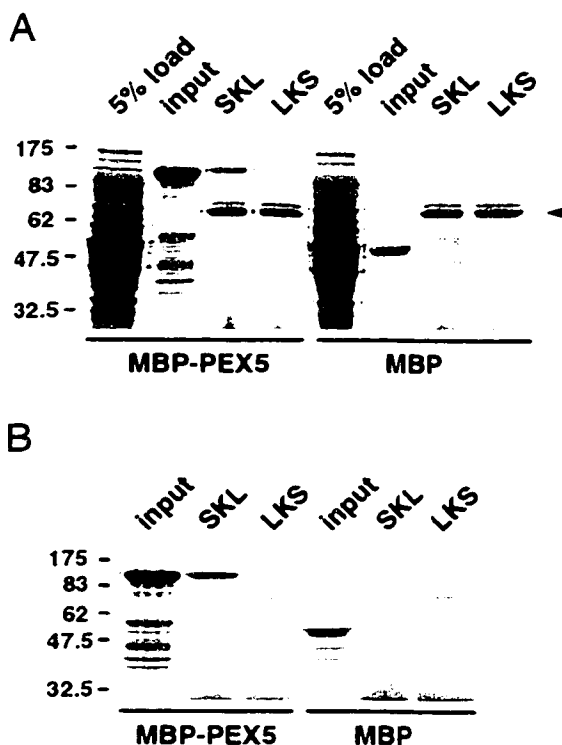 A
5% load input SKL LKS 5% load input SKL LKS
175 -
83 -
62 -
47.5 -
32.5 -
MBP-PEX5 MBP
B
input SKL LKS input SKL LKS
175 -
83 -
62 -
47.5 -
32.5 -
MBP-PEX5 MBP